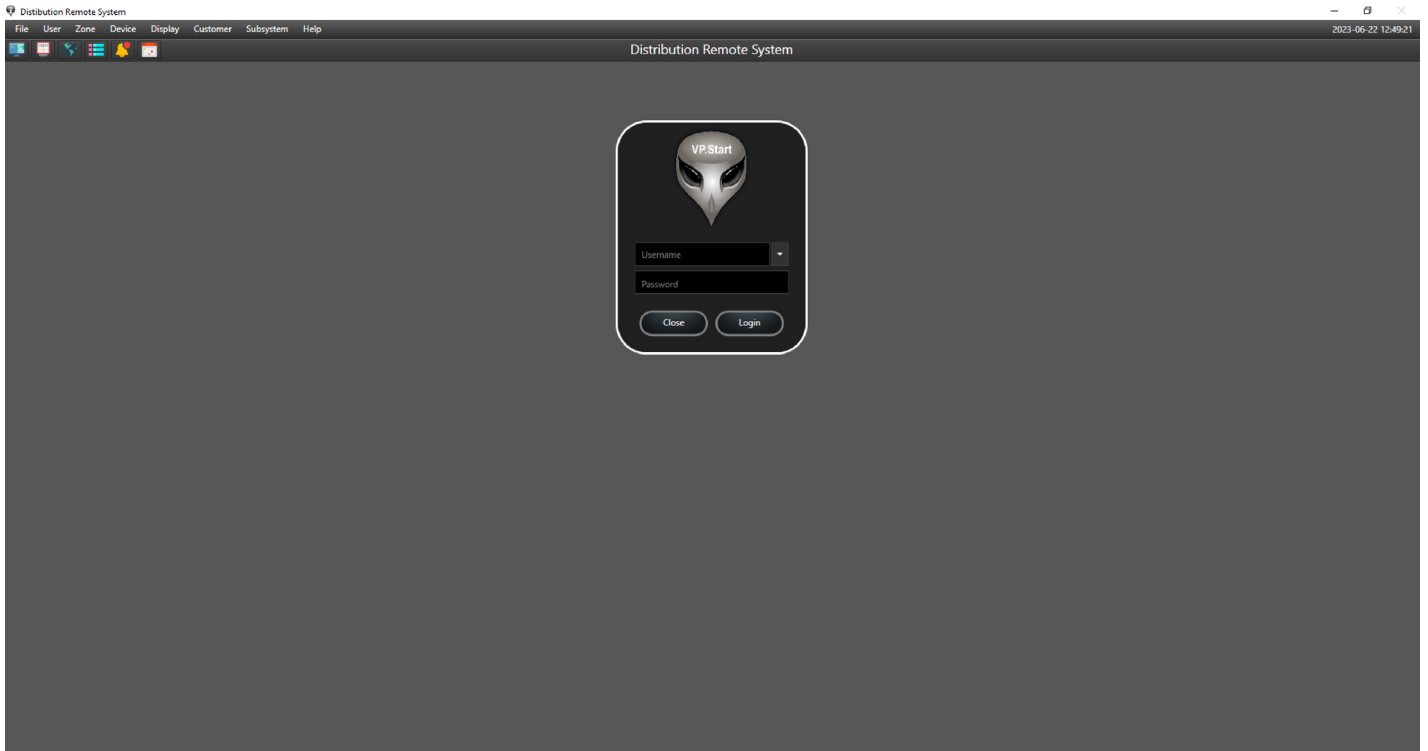 Distibution Remote System
File User Zone Device Display Customer Subsystem Help 2023-06-22 12:49:21
Distribution Remote System
VP.Start
Username
Password
Close Login